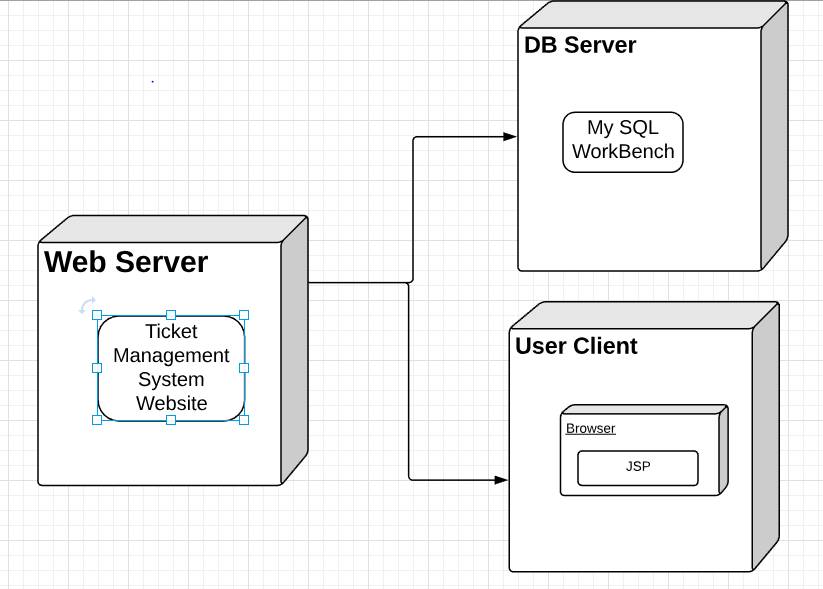 DB Server
My SQL
WorkBench
Web Server
Ticket
Management
System
Website
User Client
Browser
JSP